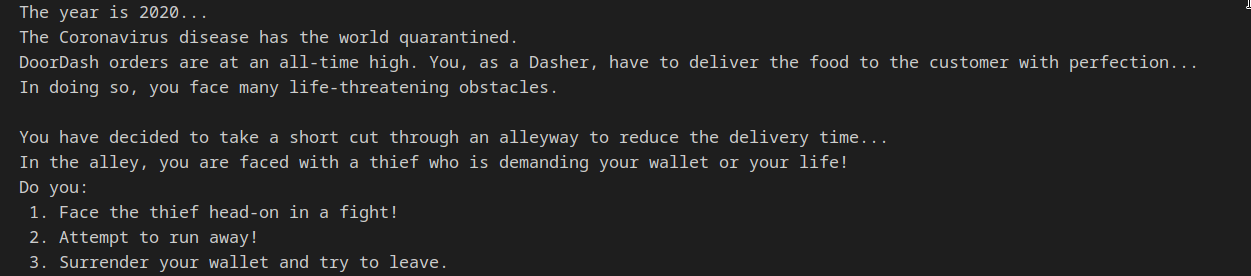 The year is 2020...
The Coronavirus disease has the world quarantined.
DoorDash orders are at an all-time high. You, as a Dasher, have to deliver the food to the customer with perfection...
In doing so, you face many life-threatening obstacles.

You have decided to take a short cut through an alleyway to reduce the delivery time...
In the alley, you are faced with a thief who is demanding your wallet or your life!
Do you:
1. Face the thief head-on in a fight!
2. Attempt to run away!
3. Surrender your wallet and try to leave.